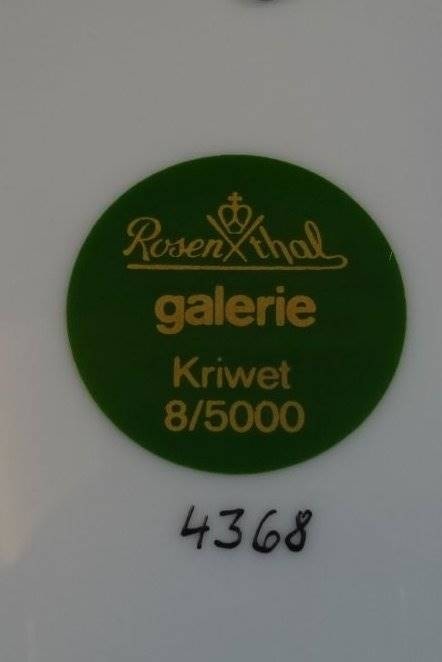 Rosenthal
galerie
Kriwet
8/5000
4368